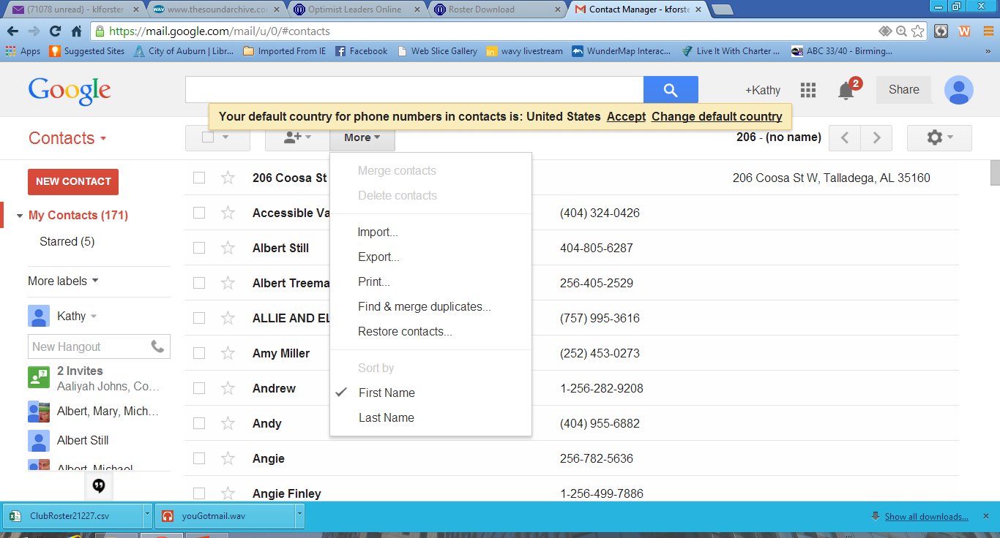 (71078 unread) - klforster
WAV www.thesoundarchive.co
Optimist Leaders Online
Roster Download
Contact Manager - kforste
https://mail.google.com/mail/u/0/#contacts
W
Apps
Suggested Sites
City of Auburn | Libr...
Imported From IE
Facebook
Web Slice Gallery
in wavy livestream
WunderMap Interac...
Live It With Charter ...
ABC 33/40 - Birming...
»
Google
+Kathy
2
Share
Your default country for phone numbers in contacts is: United States Accept Change default country
Contacts
More
206 - (no name)
NEW CONTACT
My Contacts (171)
Starred (5)
More labels
Kathy
New Hangout
2 Invites
Aaliyah Johns, Co...
Albert, Mary, Mich...
Albert Still
Albert, Michael
Merge contacts
Delete contacts
Import...
Export...
Print...
Find & merge duplicates...
Restore contacts...
Sort by
First Name
Last Name
206 Coosa St 206 Coosa St W, Talladega, AL 35160
Accessible Va (404) 324-0426
Albert Still 404-805-6287
Albert Treema 256-405-2529
ALLIE AND EL (757) 995-3616
Amy Miller (252) 453-0273
Andrew 1-256-282-9208
Andy (404) 955-6882
Angie 256-782-5636
Angie Finley 1-256-499-7886
ClubRoster21227.csv
youGotmail.wav
Show all downloads...